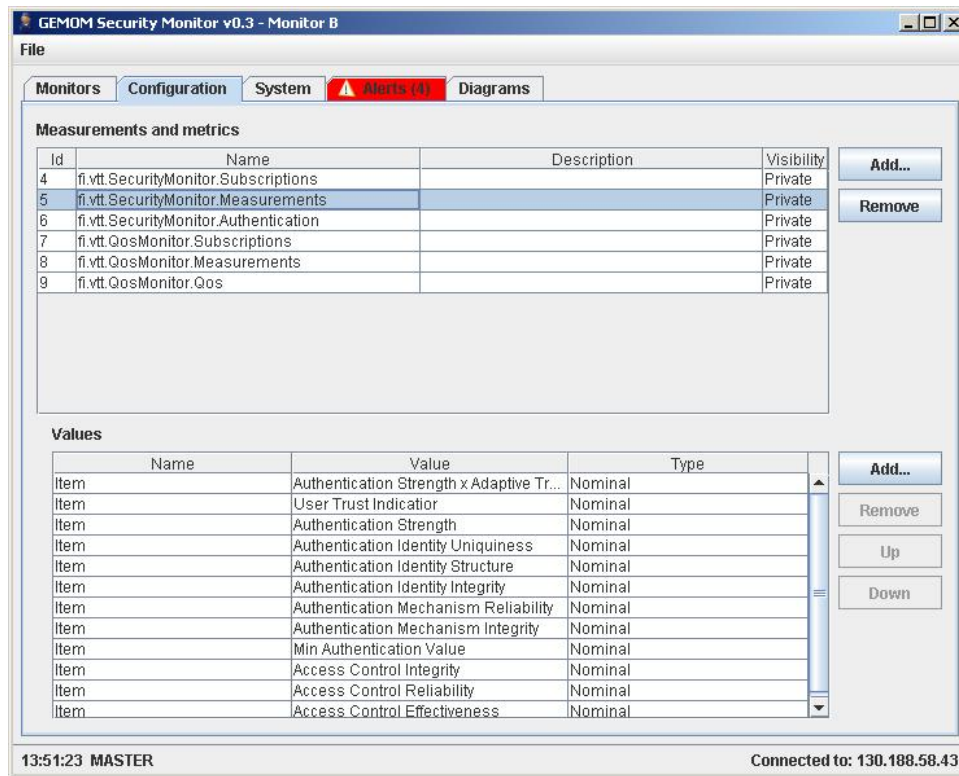 GEMOM Security Monitor v0.3 - Monitor B
File
Monitors Configuration System Alerts (4) Diagrams
Measurements and metrics
Id Name Description Visibility
4 fi.vtt.SecurityMonitor.Subscriptions Private
5 fi.vtt.SecurityMonitor.Measurements Private
6 fi.vtt.SecurityMonitor.Authentication Private
7 fi.vtt.QosMonitor.Subscriptions Private
8 fi.vtt.QosMonitor.Measurements Private
9 fi.vtt.QosMonitor.Qos Private
Add...
Remove
Values
Name Value Type
Item Authentication Strength x Adaptive Tr... Nominal
Item User Trust Indicatior Nominal
Item Authentication Strength Nominal
Item Authentication Identity Uniquiness Nominal
Item Authentication Identity Structure Nominal
Item Authentication Identity Integrity Nominal
Item Authentication Mechanism Reliability Nominal
Item Authentication Mechanism Integrity Nominal
Item Min Authentication Value Nominal
Item Access Control Integrity Nominal
Item Access Control Reliability Nominal
Item Access Control Effectiveness Nominal
Add...
Remove
Up
Down
13:51:23 MASTER Connected to: 130.188.58.43